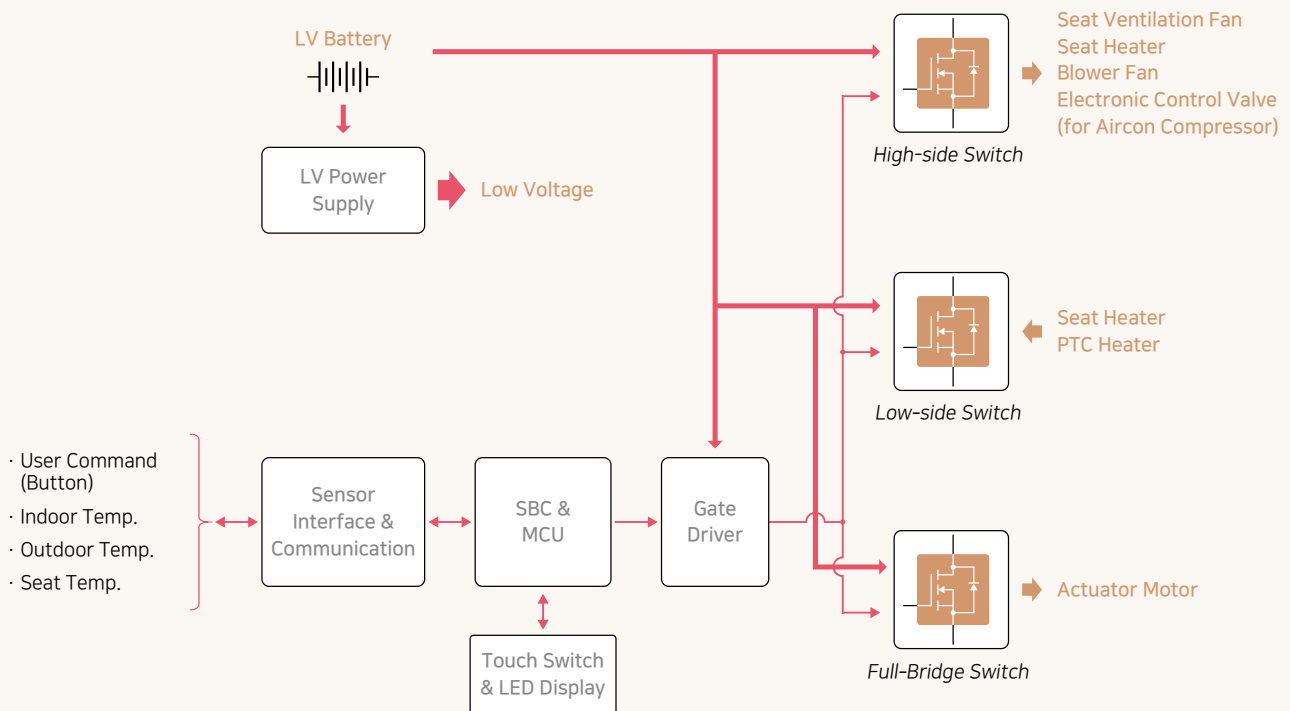 LV Battery
LV Power
Supply
Low Voltage
Seat Ventilation Fan
Seat Heater
Blower Fan
Electronic Control Valve
(for Aircon Compressor)
High-side Switch
Seat Heater
PTC Heater
Low-side Switch
· User Command
(Button)
· Indoor Temp.
· Outdoor Temp.
· Seat Temp.
Sensor
Interface &
Communication
SBC &
MCU
Gate
Driver
Touch Switch
& LED Display
Actuator Motor
Full-Bridge Switch